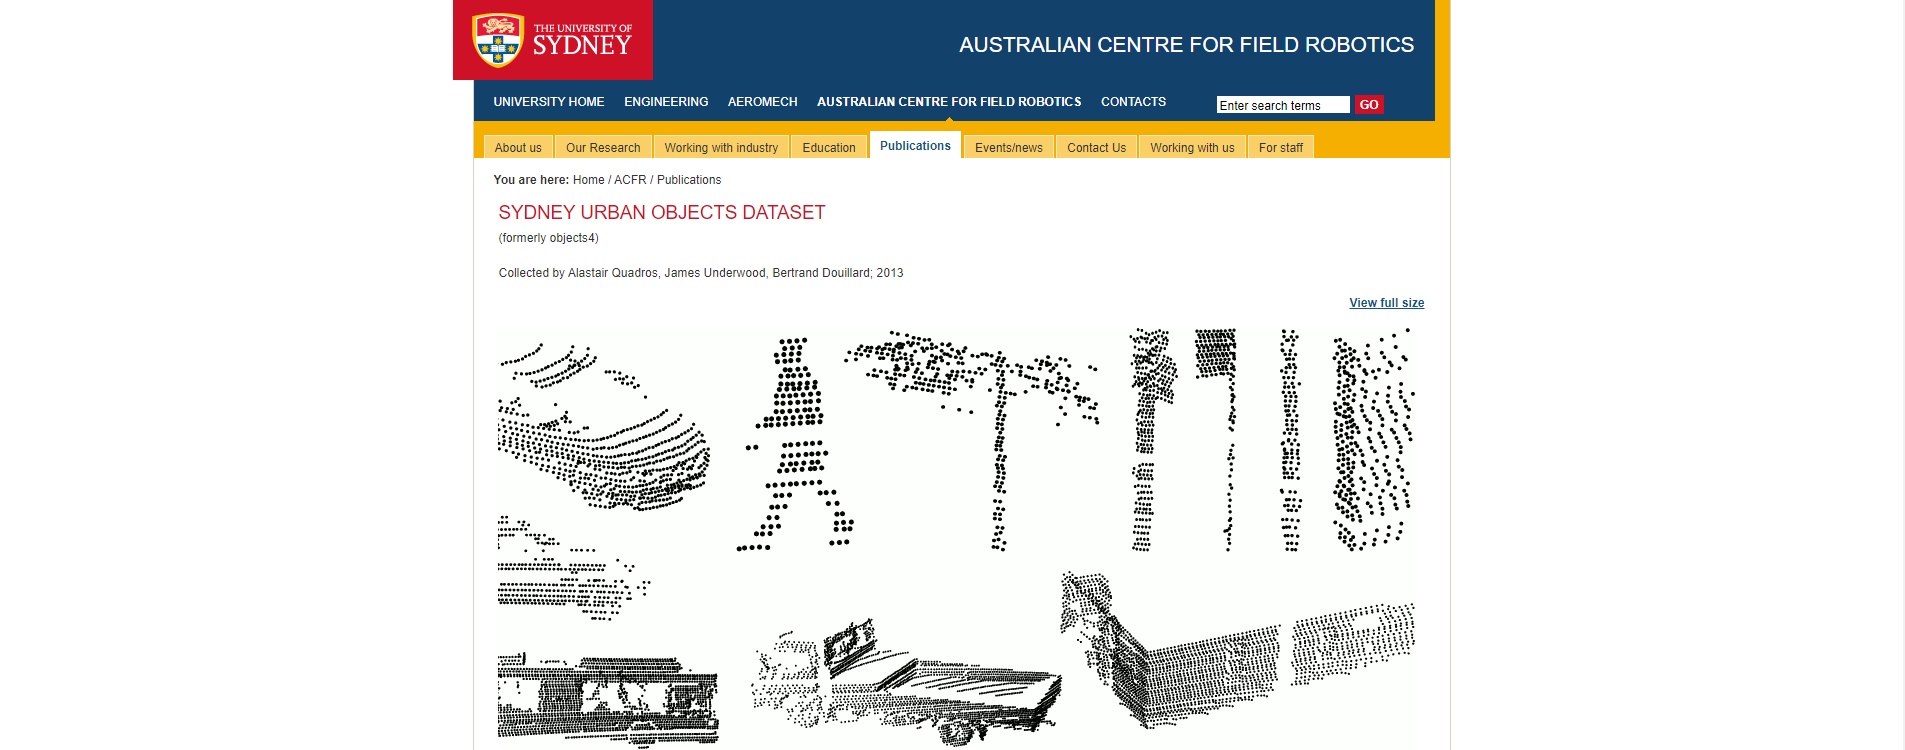 THE UNIVERSITY OF
SYDNEY
AUSTRALIAN CENTRE FOR FIELD ROBOTICS
UNIVERSITY HOME ENGINEERING AEROMECH AUSTRALIAN CENTRE FOR FIELD ROBOTICS CONTACTS Enter search terms GO
About us Our Research Working with industry Education Publications Events/news Contact Us Working with us For staff
You are here: Home / ACFR / Publications
SYDNEY URBAN OBJECTS DATASET
(formerly objects4)
Collected by Alastair Quadros, James Underwood, Bertrand Douillard; 2013
View full size